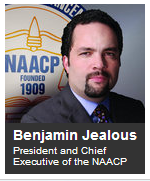 NAACP
FOUNDED
1909
Benjamin Jealous
President and Chief
Executive of the NAACP